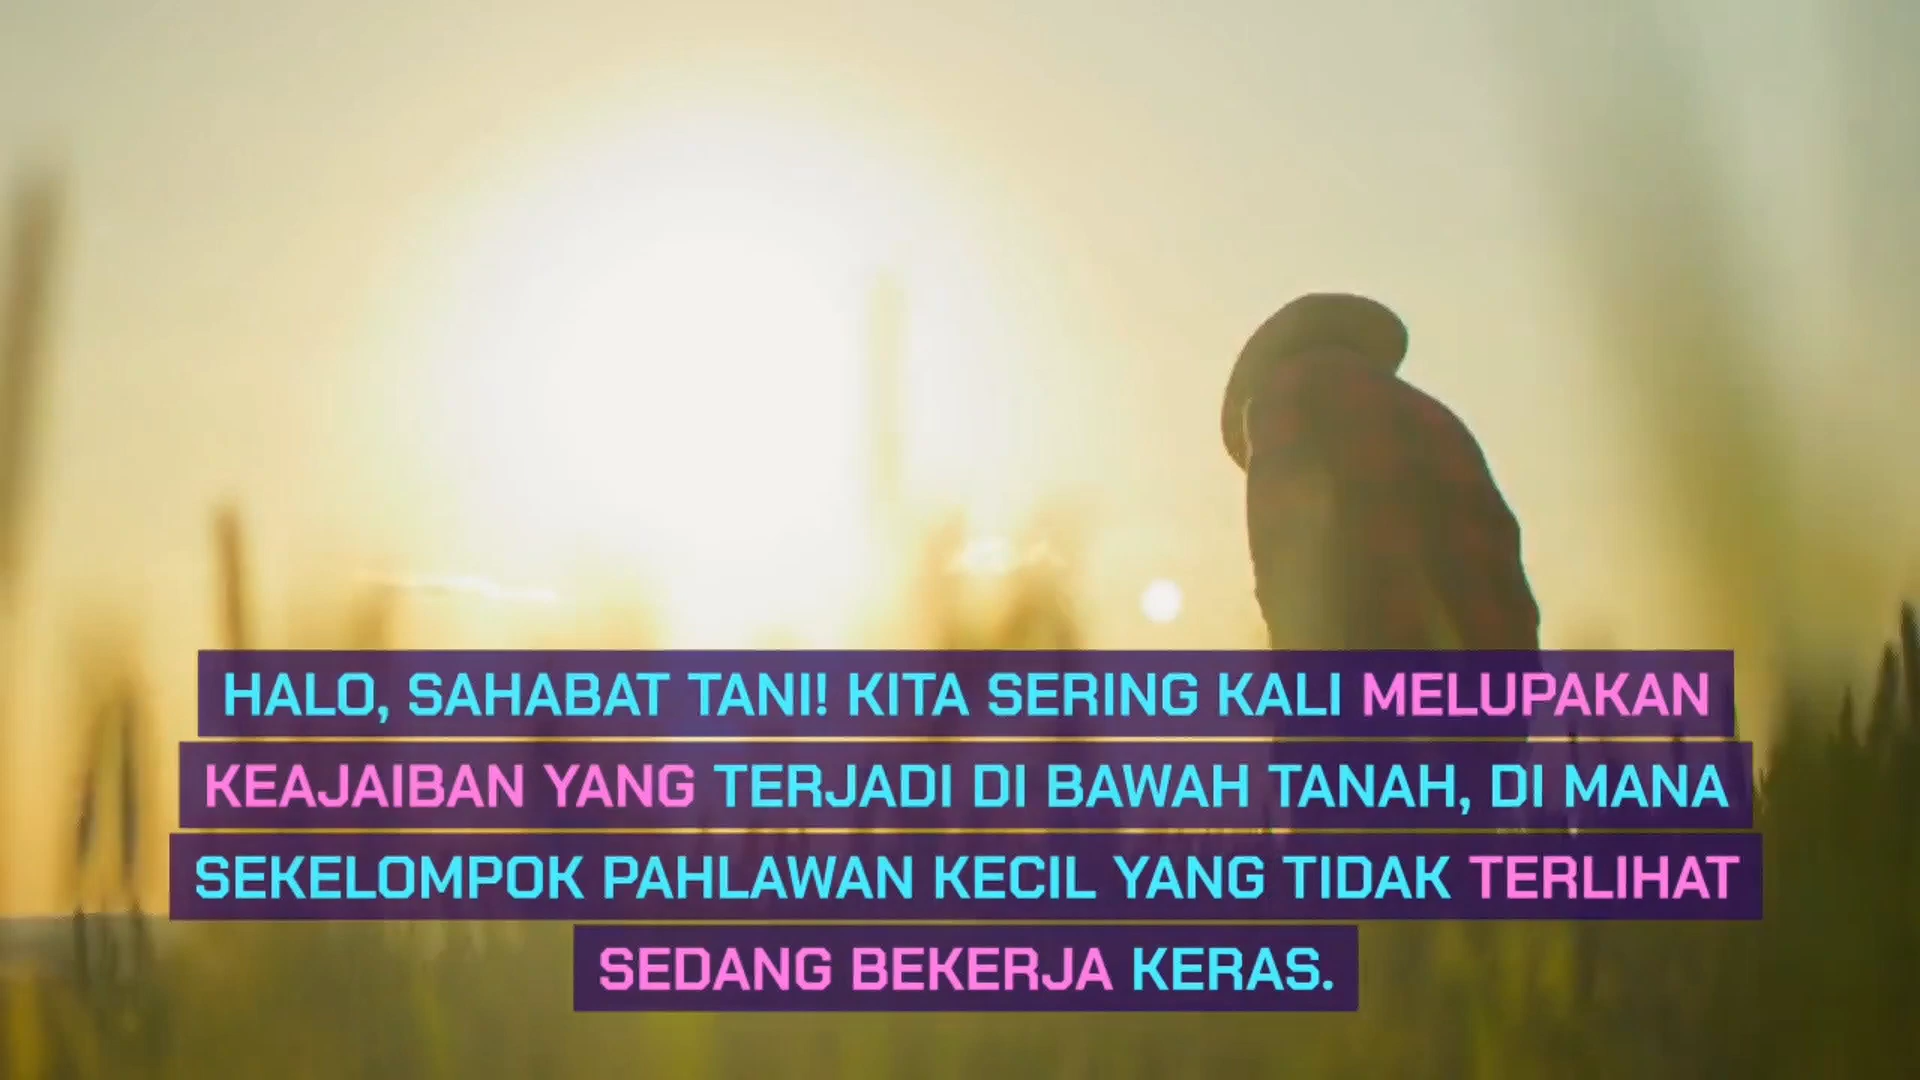 HALO, SAHABAT TANI! KITA SERING KALI MELUPAKAN
KEAJAIBAN YANG TERJADI DI BAWAH TANAH, DI MANA
SEKELOMPOK PAHLAWAN KECIL YANG TIDAK TERLIHAT
SEDANG BEKERJA KERAS.